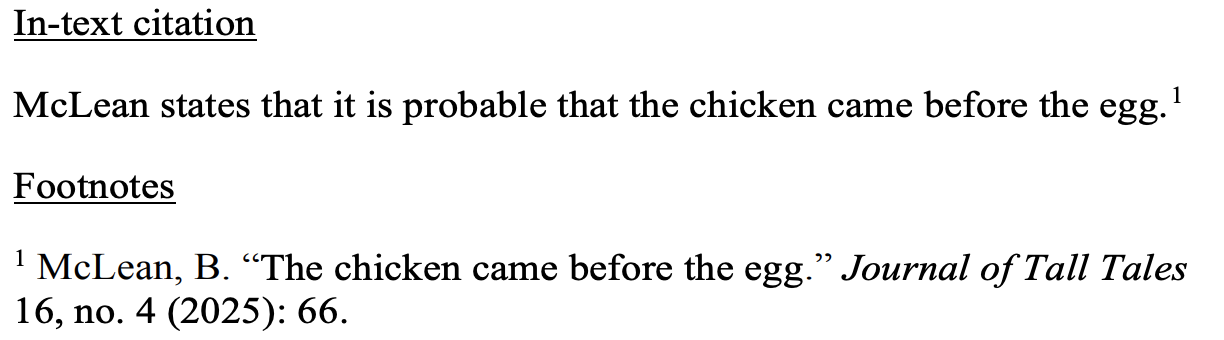 In-text citation
McLean states that it is probable that the chicken came before the egg.¹
Footnotes
¹ McLean, B. “The chicken came before the egg.” Journal of Tall Tales
16, no. 4 (2025): 66.